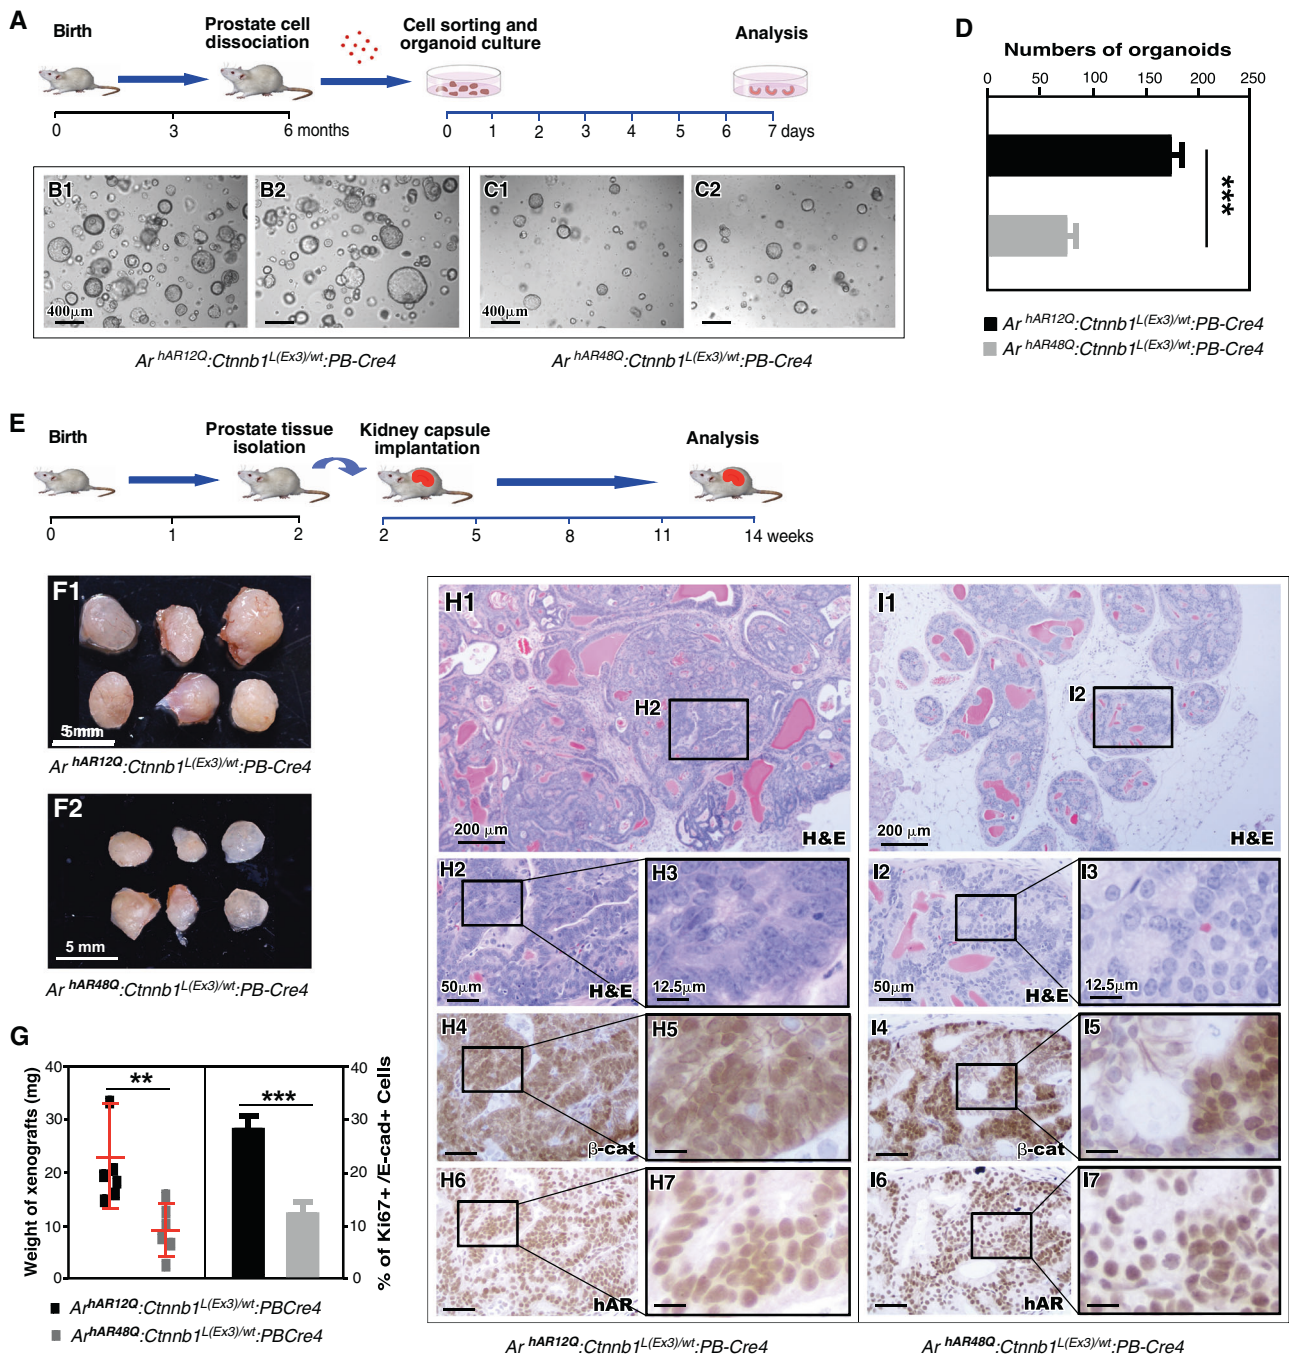 A
Birth
Prostate cell
dissociation
Cell sorting and
organoid culture
Analysis
0 3 6 months
0 1 2 3 4 5 6 7 days
B1
B2
C1
C2
400μm
400μm
Ar hAR12Q:Ctnnb1L(Ex3)/wt:PB-Cre4
Ar hAR48Q:Ctnnb1L(Ex3)/wt:PB-Cre4
D
Numbers of organoids
0 50 100 150 200 250
***
Ar hAR12Q:Ctnnb1L(Ex3)/wt:PB-Cre4
Ar hAR48Q:Ctnnb1L(Ex3)/wt:PB-Cre4
E
Birth
Prostate tissue
isolation
Kidney capsule
implantation
Analysis
0 1 2
2 5 8 11 14 weeks
F1
5 mm
Ar hAR12Q:Ctnnb1L(Ex3)/wt:PB-Cre4
F2
5 mm
Ar hAR48Q:Ctnnb1L(Ex3)/wt:PB-Cre4
G
Weight of xenografts (mg)
40
30
20
10
0
**
***
40
30
20
10
0
% of Ki67+ /E-cad+ Cells
ArhAR12Q:Ctnnb1L(Ex3)/wt:PBCre4
ArhAR48Q:Ctnnb1L(Ex3)/wt:PBCre4
H1
H2
200 μm
H&E
I1
I2
200 μm
H&E
H2
50μm
H&E
H3
12.5μm
I2
50μm
H&E
I3
12.5μm
H4
β-cat
H5
I4
β-cat
I5
H6
hAR
H7
I6
hAR
I7
Ar hAR12Q:Ctnnb1L(Ex3)/wt:PB-Cre4
Ar hAR48Q:Ctnnb1L(Ex3)/wt:PB-Cre4